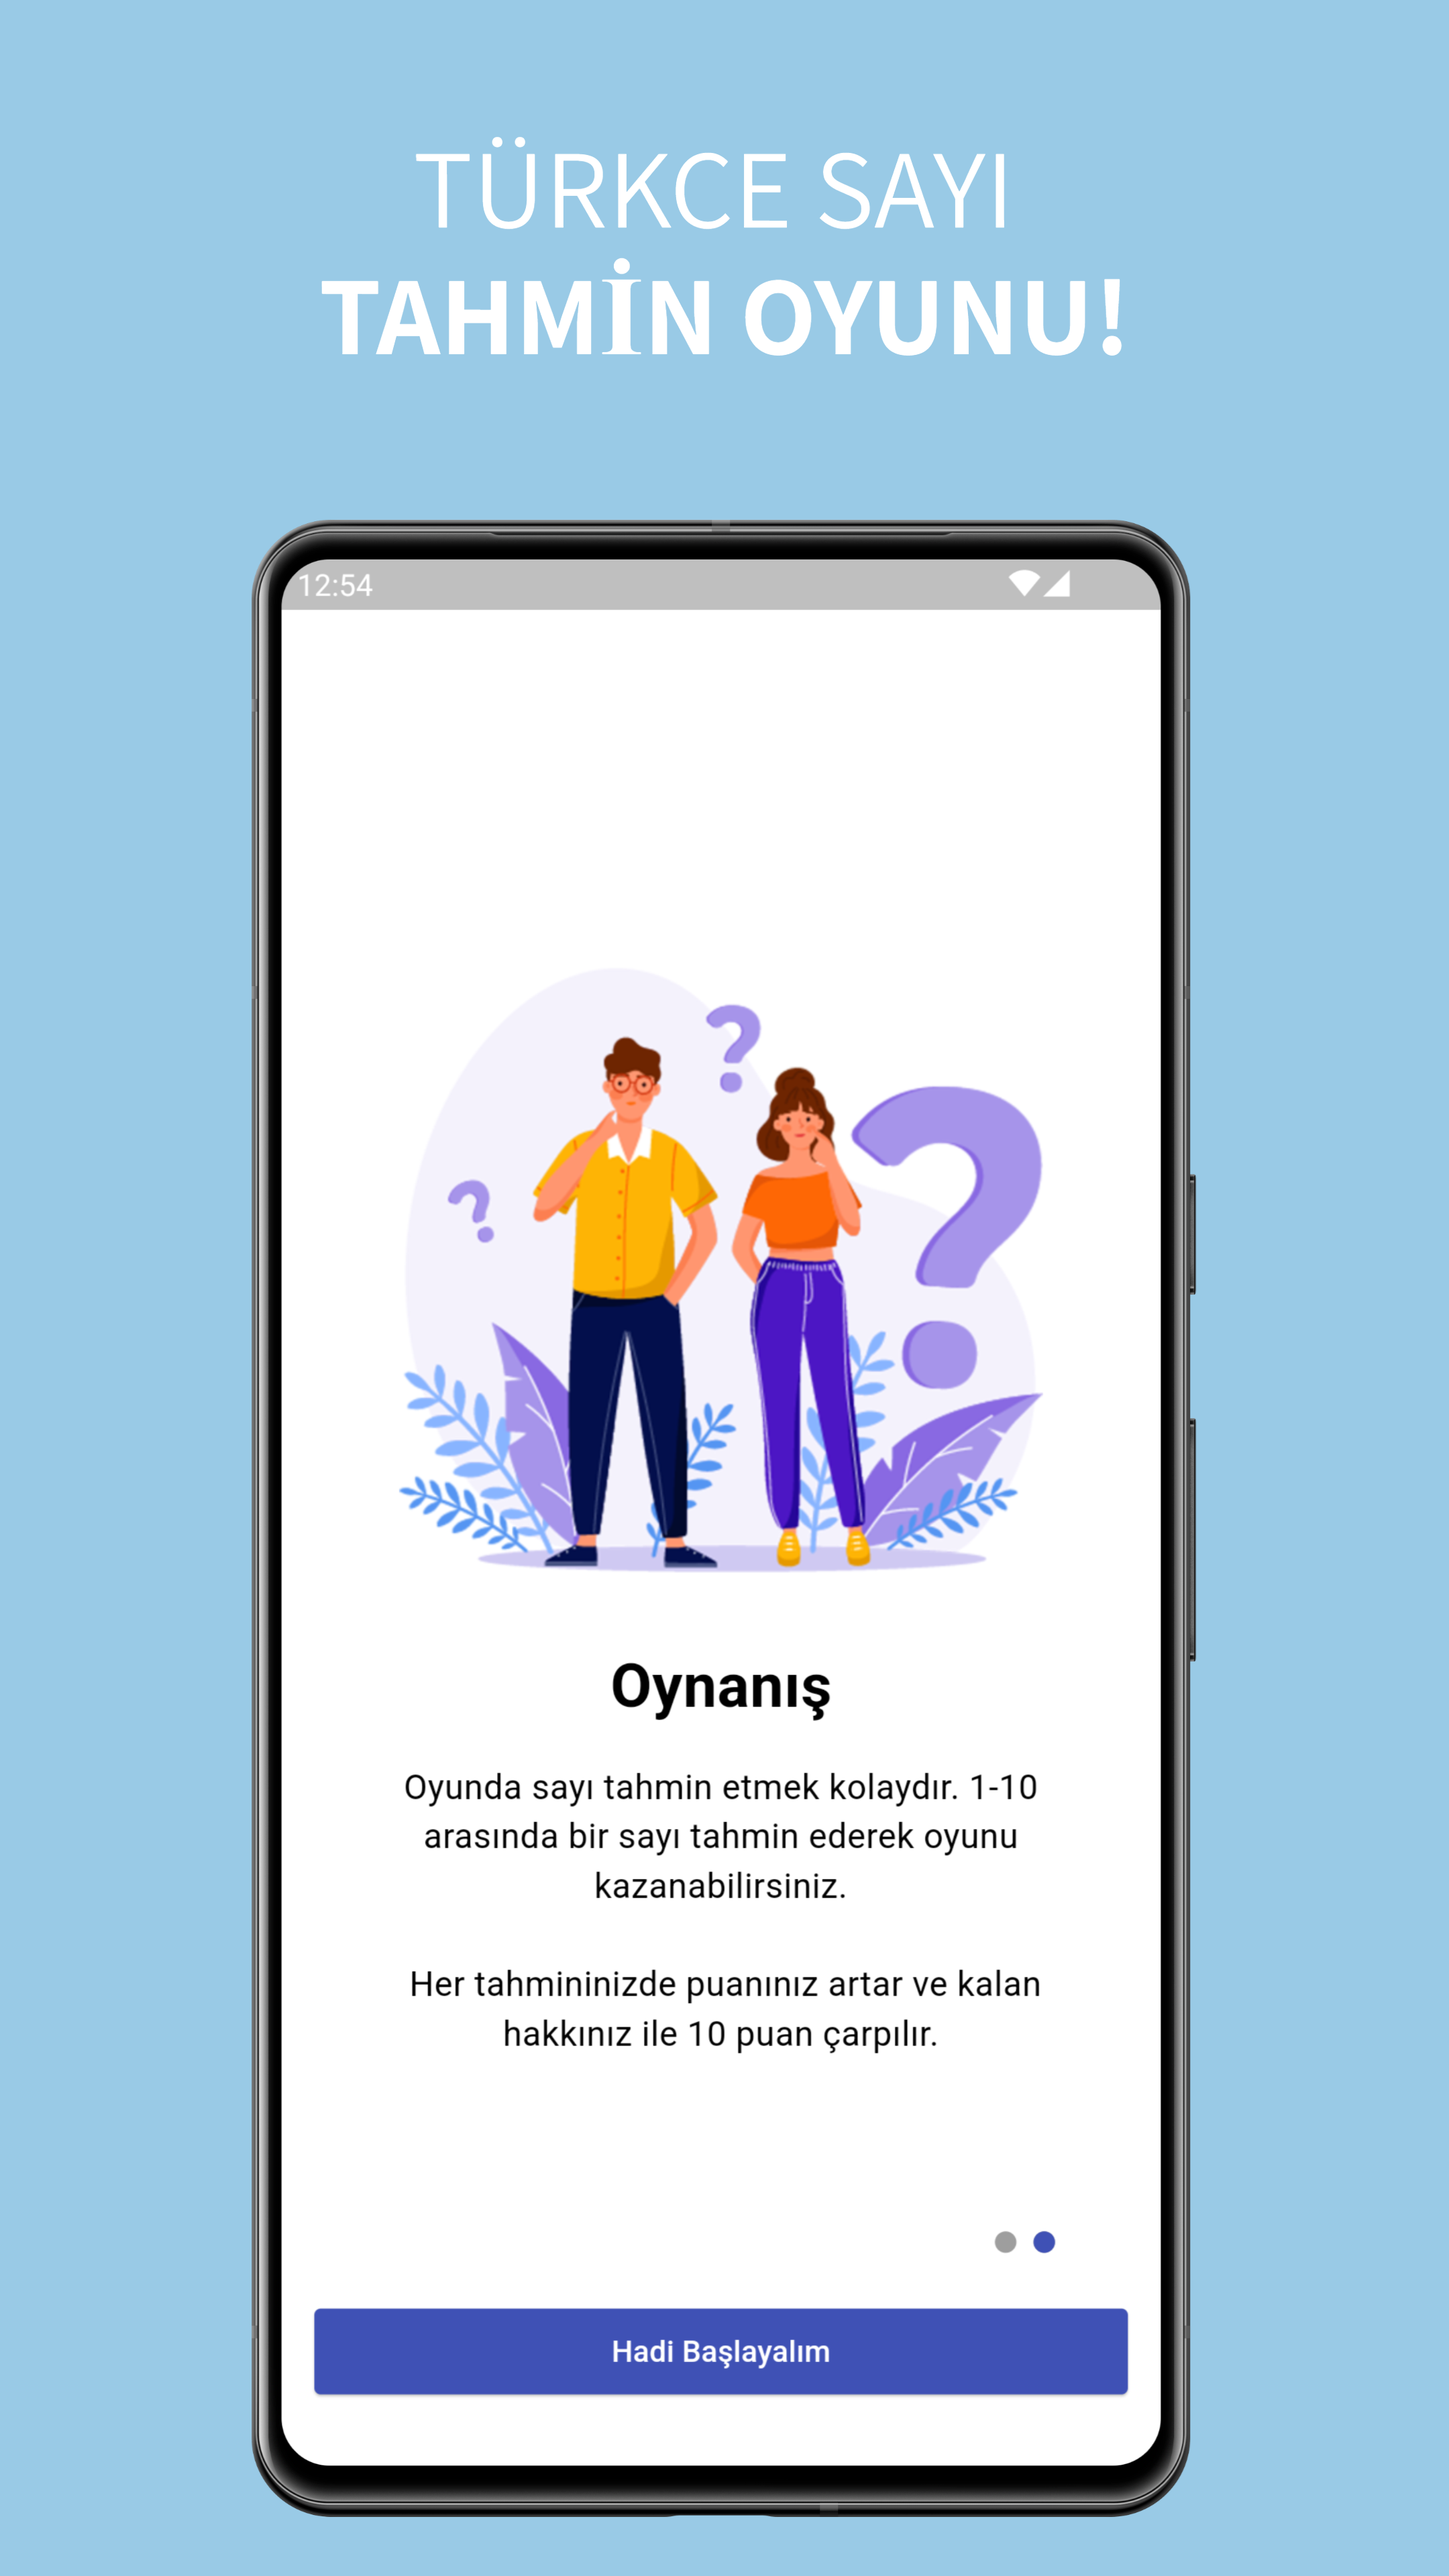 TÜRKCE SAYI
TAHMİN OYUNU!
12:54
?
?
?
Oynanış
Oyunda sayı tahmin etmek kolaydır. 1-10
arasında bir sayı tahmin ederek oyunu
kazanabilirsiniz.
Her tahmininizde puanınız artar ve kalan
hakkınız ile 10 puan çarpılır.
Hadi Başlayalım